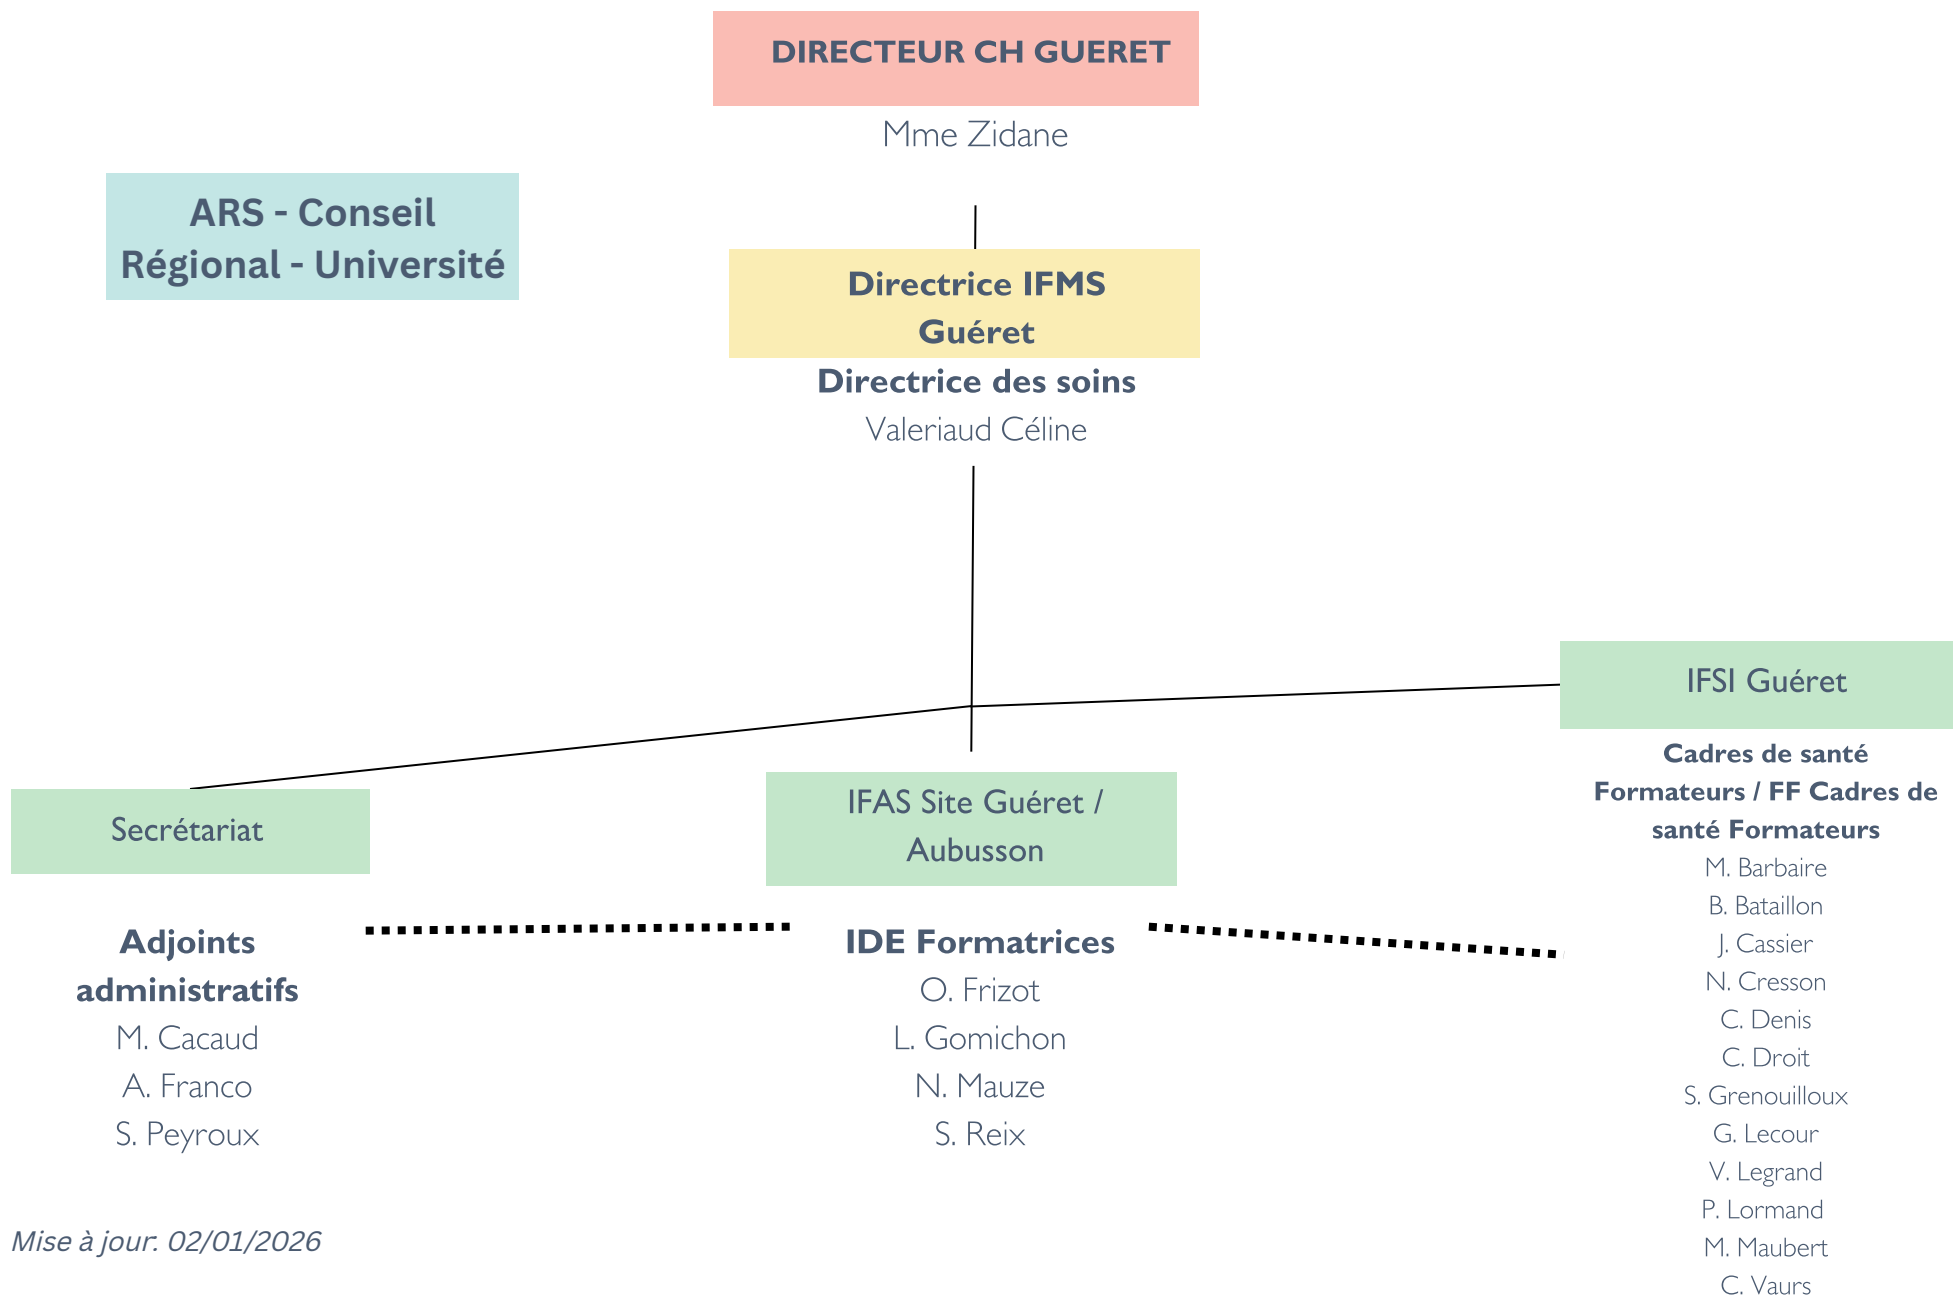 DIRECTEUR CH GUERET
Mme Zidane
ARS - Conseil
Régional - Université
Directrice IFMS
Guéret
Directrice des soins
Valeriaud Céline
Secrétariat
Adjoints
administratifs
M. Cacaud
A. Franco
S. Peyroux
IFAS Site Guéret /
Aubusson
IDE Formatrices
O. Frizot
L. Gomichon
N. Mauze
S. Reix
IFSI Guéret
Cadres de santé
Formateurs / FF Cadres de
santé Formateurs
M. Barbaire
B. Bataillon
J. Cassier
N. Cresson
C. Denis
C. Droit
S. Grenouilloux
G. Lecour
V. Legrand
P. Lormand
M. Maubert
C. Vaurs
Mise à jour: 02/01/2026